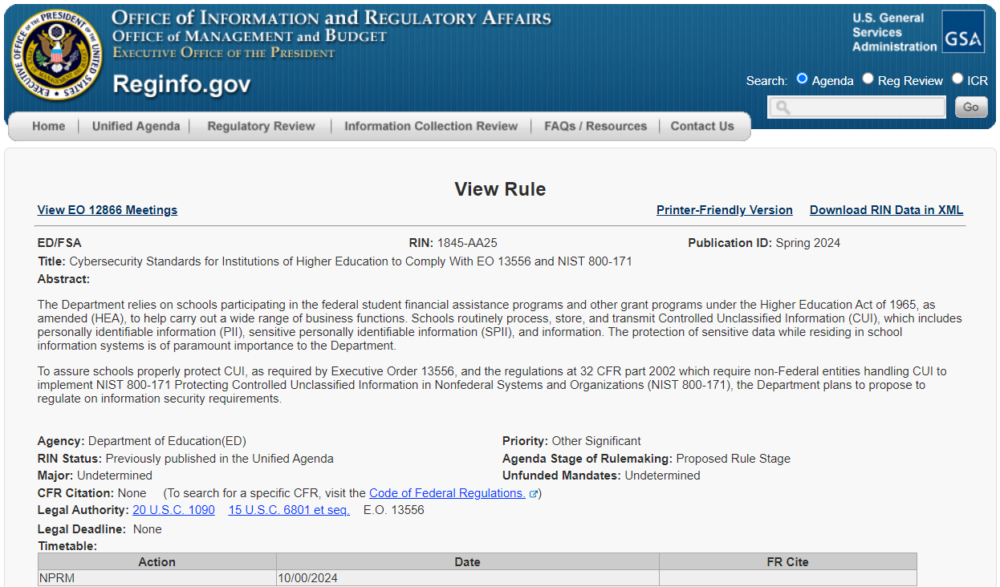 OFFICE of INFORMATION and REGULATORY AFFAIRS
OFFICE of MANAGEMENT and BUDGET
EXECUTIVE OFFICE OF THE PRESIDENT
Reginfo.gov
EXECUTIVE OFFICE OF THE PRESIDENT OF THE UNITED STATES
U.S. General
Services
Administration
GSA
Search: Agenda Reg Review ICR
Go
Home Unified Agenda Regulatory Review Information Collection Review FAQs / Resources Contact Us
View Rule
View EO 12866 Meetings Printer-Friendly Version Download RIN Data in XML
ED/FSA RIN: 1845-AA25 Publication ID: Spring 2024
Title: Cybersecurity Standards for Institutions of Higher Education to Comply With EO 13556 and NIST 800-171
Abstract:
The Department relies on schools participating in the federal student financial assistance programs and other grant programs under the Higher Education Act of 1965, as
amended (HEA), to help carry out a wide range of business functions. Schools routinely process, store, and transmit Controlled Unclassified Information (CUI), which includes
personally identifiable information (PII), sensitive personally identifiable information (SPII), and information. The protection of sensitive data while residing in school
information systems is of paramount importance to the Department.
To assure schools properly protect CUI, as required by Executive Order 13556, and the regulations at 32 CFR part 2002 which require non-Federal entities handling CUI to
implement NIST 800-171 Protecting Controlled Unclassified Information in Nonfederal Systems and Organizations (NIST 800-171), the Department plans to propose to
regulate on information security requirements.
Agency: Department of Education(ED) Priority: Other Significant
RIN Status: Previously published in the Unified Agenda Agenda Stage of Rulemaking: Proposed Rule Stage
Major: Undetermined Unfunded Mandates: Undetermined
CFR Citation: None (To search for a specific CFR, visit the Code of Federal Regulations. )
Legal Authority: 20 U.S.C. 1090 15 U.S.C. 6801 et seq. E.O. 13556
Legal Deadline: None
Timetable:
Action Date FR Cite
NPRM 10/00/2024